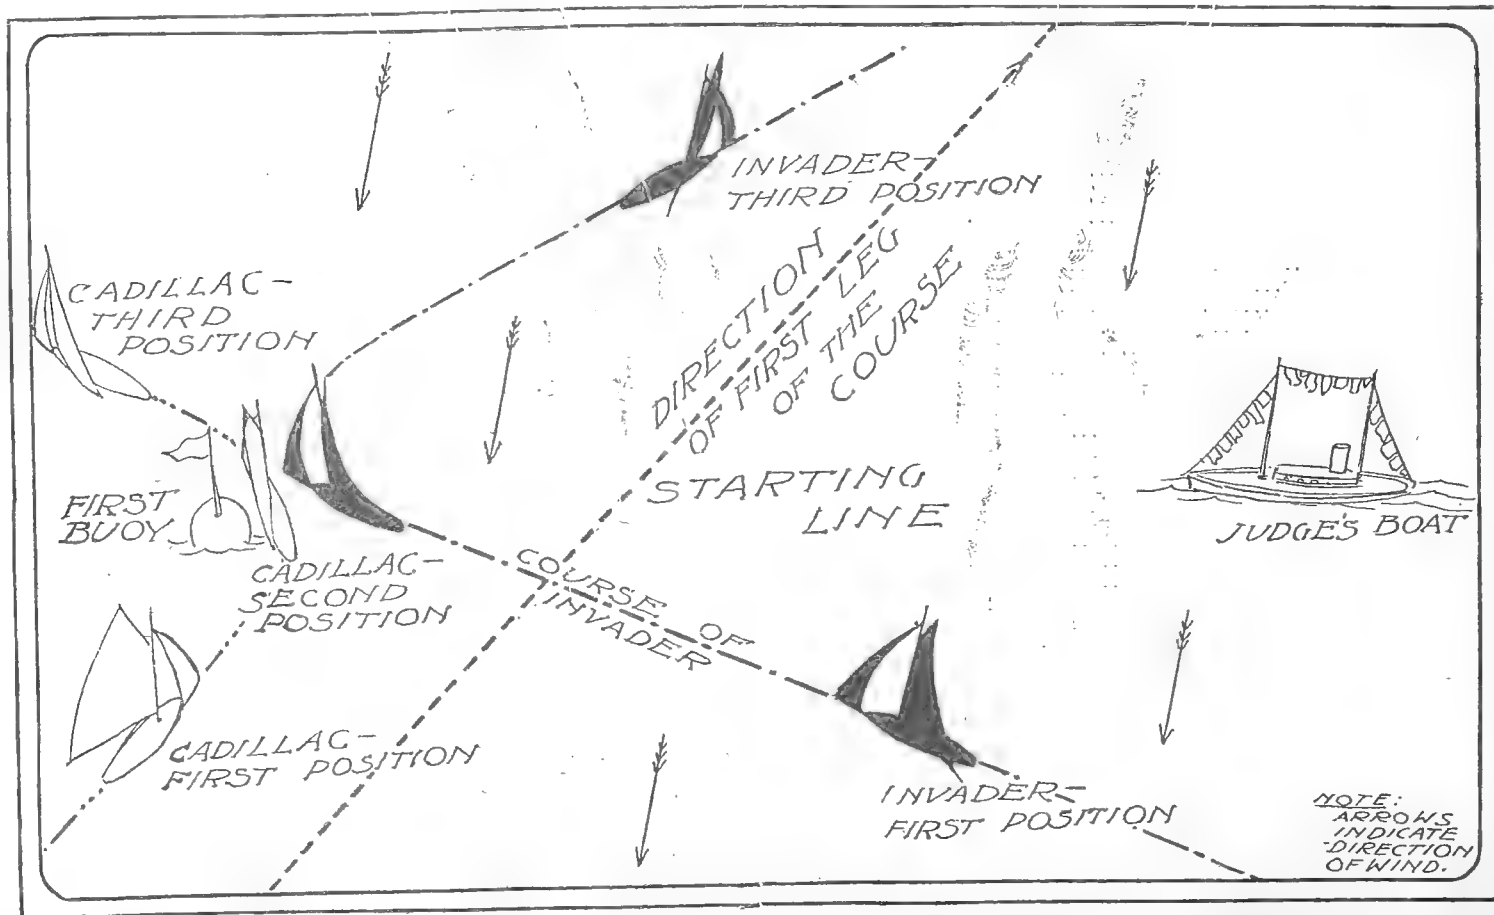 INVADER-
THIRD POSITION
DIRECTION
OF FIRST LEG
OF THE
COURSE
CADILLAC-
THIRD
POSITION
FIRST
BUOY
STARTING
LINE
JUDGE'S BOAT
CADILLAC-
SECOND
POSITION
COURSE OF
INVADER
CADILLAC-
FIRST POSITION
INVADER-
FIRST POSITION
NOTE:
ARROWS
INDICATE
DIRECTION
OF WIND.